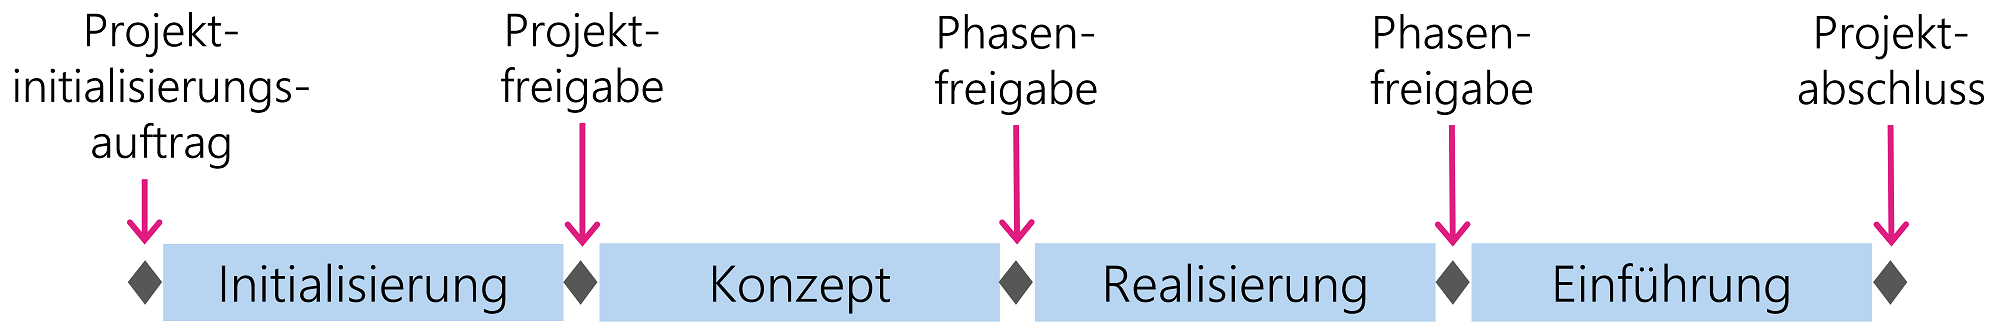 Projekt-
initialisierungs-
auftrag
Projekt-
freigabe
Phasen-
freigabe
Phasen-
freigabe
Projekt-
abschluss
Initialisierung
Konzept
Realisierung
Einführung